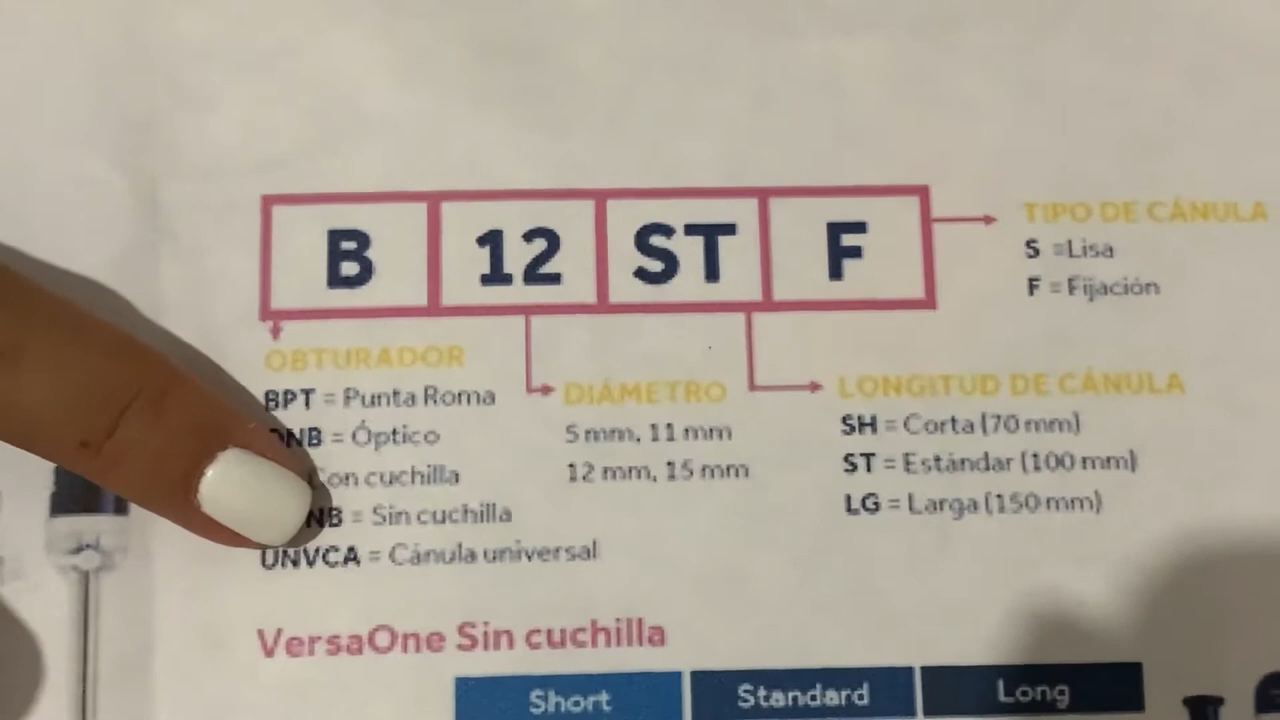 B 12 ST F
TIPO DE CÁNULA
S = Lisa
F = Fijación
OBTURADOR
BPT = Punta Roma
NB = Óptico
Con cuchilla
NB = Sin cuchilla
UNVCA = Cánula universal
DIÁMETRO
5 mm, 11 mm
12 mm, 15 mm
LONGITUD DE CÁNULA
SH = Corta (70 mm)
ST = Estándar (100 mm)
LG = Larga (150 mm)
VersaOne Sin cuchilla
Short Standard Long